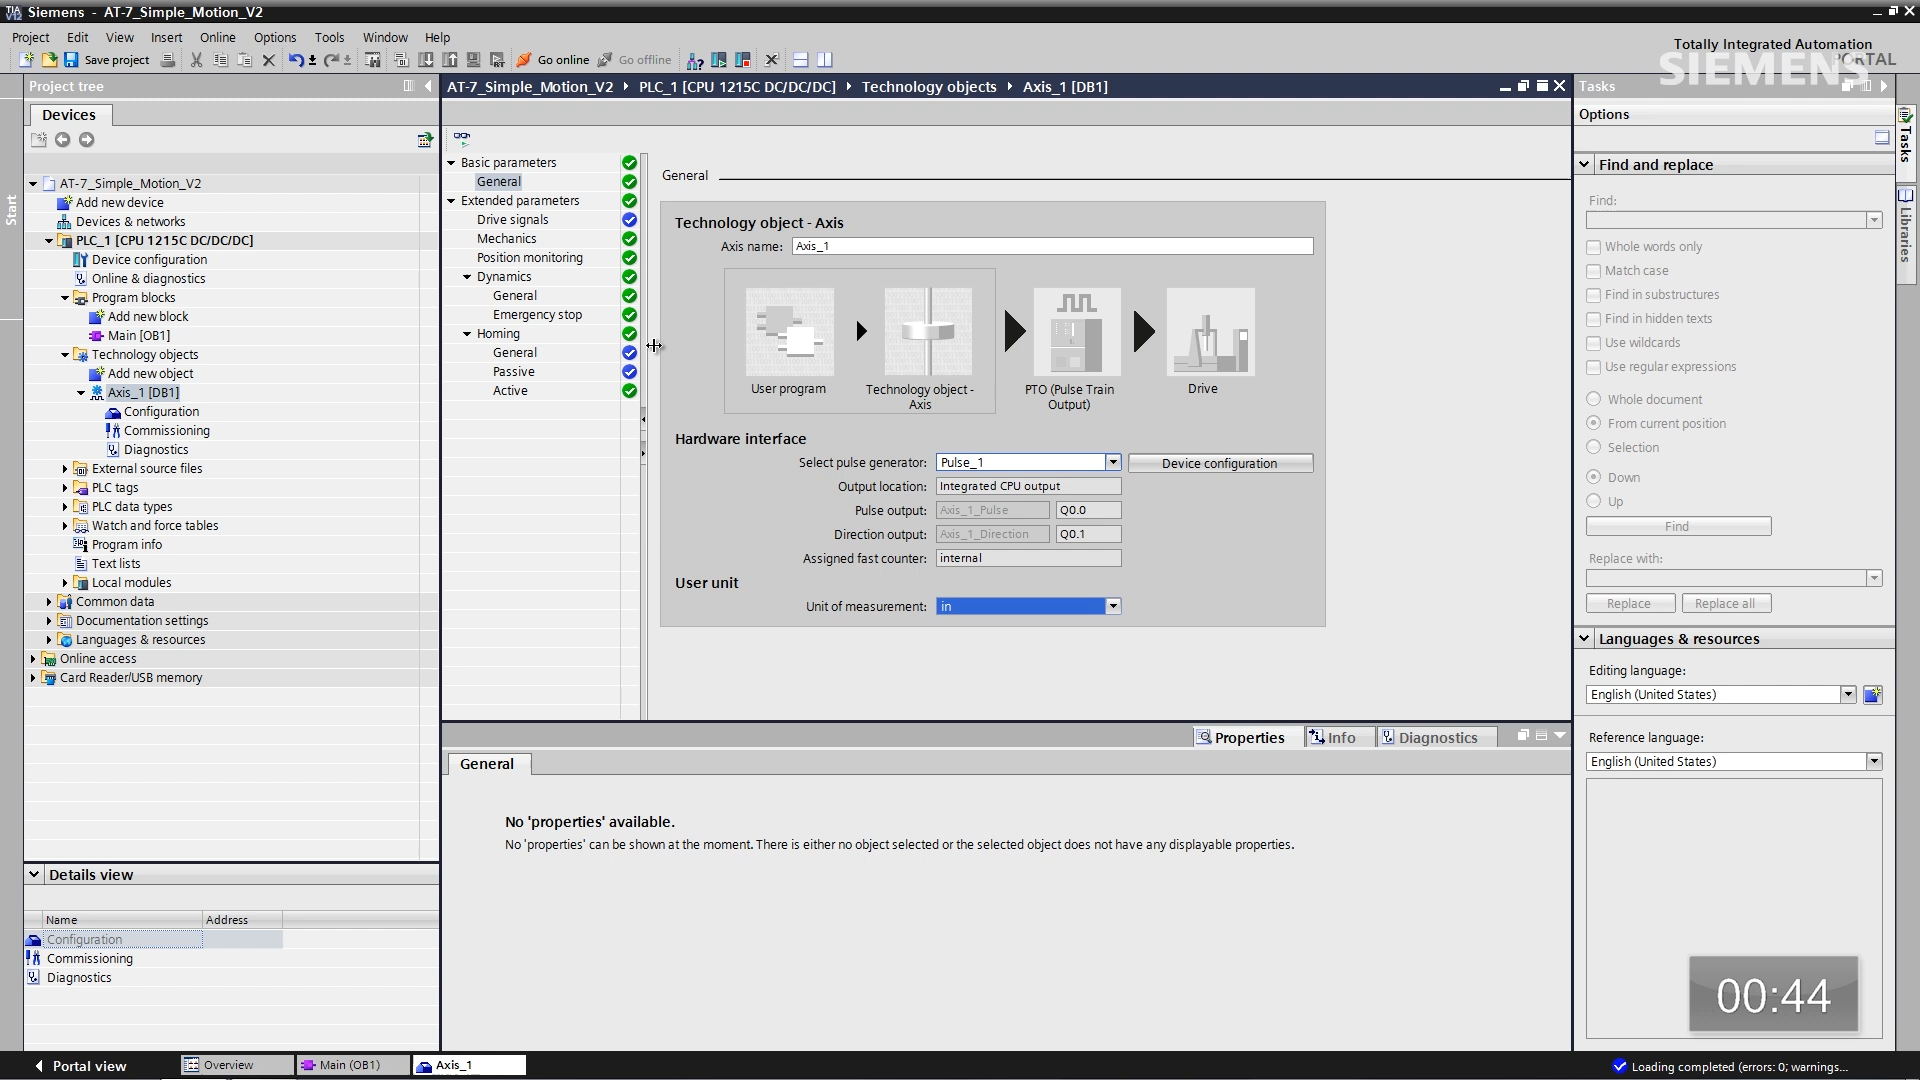 TIA V12 Siemens - AT-7_Simple_Motion_V2
Project Edit View Insert Online Options Tools Window Help
Totally Integrated Automation
PORTAL
SIEMENS
Save project Go online Go offline
Project tree
Devices
Start
AT-7_Simple_Motion_V2
Add new device
Devices & networks
PLC_1 [CPU 1215C DC/DC/DC]
Device configuration
Online & diagnostics
Program blocks
Add new block
Main [OB1]
Technology objects
Add new object
Axis_1 [DB1]
Configuration
Commissioning
Diagnostics
External source files
PLC tags
PLC data types
Watch and force tables
Program info
Text lists
Local modules
Common data
Documentation settings
Languages & resources
Online access
Card Reader/USB memory
Details view
Name Address
Configuration
Commissioning
Diagnostics
AT-7_Simple_Motion_V2 PLC_1 [CPU 1215C DC/DC/DC] Technology objects Axis_1 [DB1]
Basic parameters
General
Extended parameters
Drive signals
Mechanics
Position monitoring
Dynamics
General
Emergency stop
Homing
General
Passive
Active
General
Technology object - Axis
Axis name: Axis_1
User program
Technology object -
Axis
PTO (Pulse Train
Output)
Drive
Hardware interface
Select pulse generator: Pulse_1 Device configuration
Output location: Integrated CPU output
Pulse output: Axis_1_Pulse Q0.0
Direction output: Axis_1_Direction Q0.1
Assigned fast counter: internal
User unit
Unit of measurement: in
Properties Info Diagnostics
General
No 'properties' available.
No 'properties' can be shown at the moment. There is either no object selected or the selected object does not have any displayable properties.
Tasks
Options
Find and replace
Find:
Whole words only
Match case
Find in substructures
Find in hidden texts
Use wildcards
Use regular expressions
Whole document
From current position
Selection
Down
Up
Find
Replace with:
Replace Replace all
Languages & resources
Editing language:
English (United States)
Reference language:
English (United States)
Tasks
Libraries
00:44
Portal view Overview Main (OB1) Axis_1 Loading completed (errors: 0; warnings...